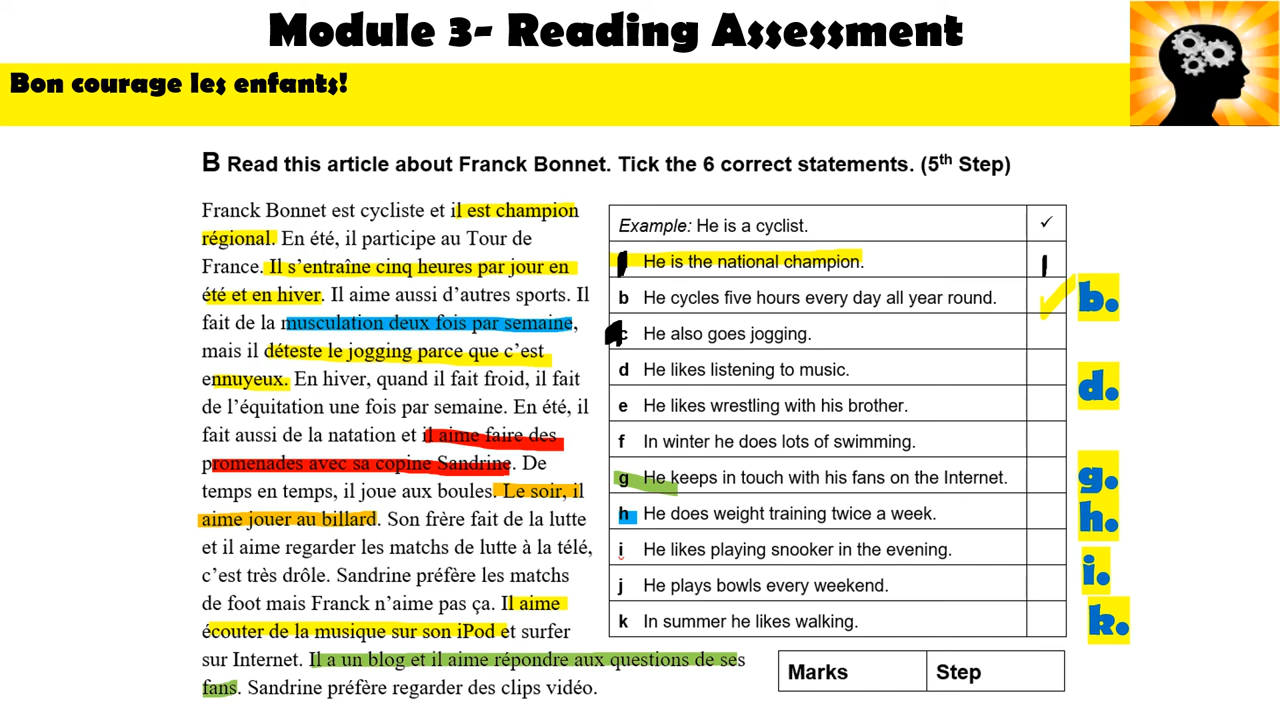 Module 3- Reading Assessment
Bon courage les enfants!
B Read this article about Franck Bonnet. Tick the 6 correct statements. (5th Step)
Franck Bonnet est cycliste et il est champion
régional. En été, il participe au Tour de
France. Il s'entraîne cinq heures par jour en
été et en hiver. Il aime aussi d'autres sports. Il
fait de la musculation deux fois par semaine,
mais il déteste le jogging parce que c'est
ennuyeux. En hiver, quand il fait froid, il fait
de l'équitation une fois par semaine. En été, il
fait aussi de la natation et il aime faire des
promenades avec sa copine Sandrine. De
temps en temps, il joue aux boules. Le soir, il
aime jouer au billard. Son frère fait de la lutte
et il aime regarder les matchs de lutte à la télé,
c'est très drôle. Sandrine préfère les matchs
de foot mais Franck n'aime pas ça. Il aime
écouter de la musique sur son iPod et surfer
sur Internet. Il a un blog et il aime répondre aux questions de ses
fans. Sandrine préfère regarder des clips vidéo.
Example: He is a cyclist. ✓
He is the national champion.
b He cycles five hours every day all year round.
c He also goes jogging.
d He likes listening to music.
e He likes wrestling with his brother.
f In winter he does lots of swimming.
g He keeps in touch with his fans on the Internet.
h He does weight training twice a week.
i He likes playing snooker in the evening.
j He plays bowls every weekend.
k In summer he likes walking.
b.
d.
g.
h.
i.
k.
Marks Step